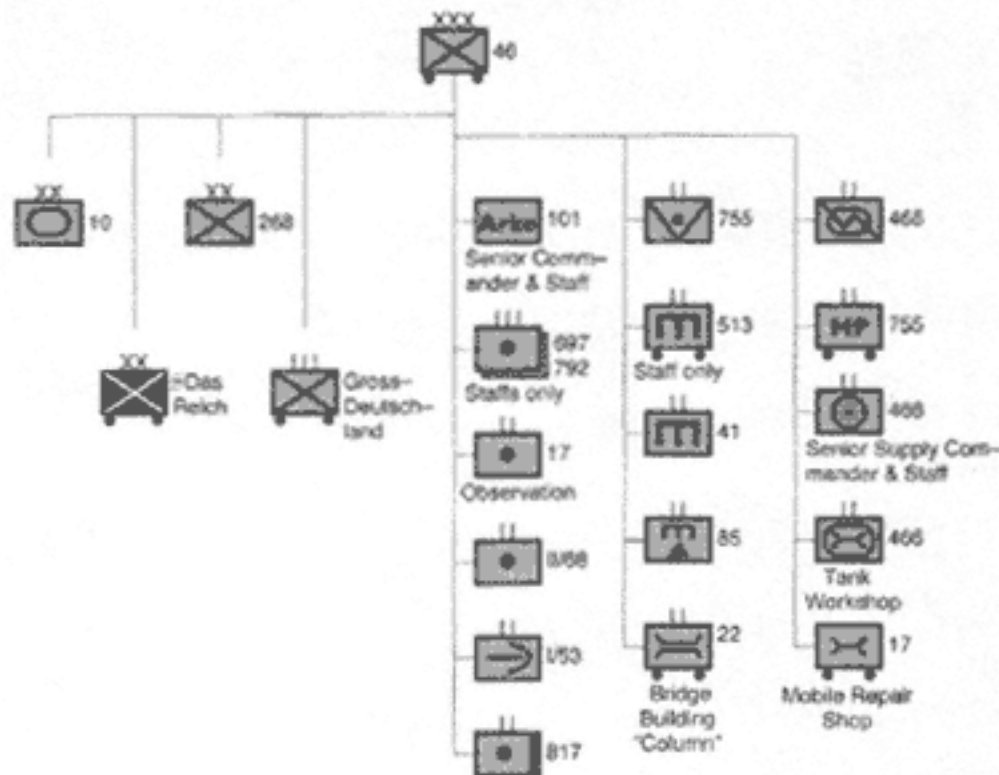 XXX
46
XX
10
XX
268
XX
"Das
Reich
III
Gross-
Deutsch-
land
Arko
101
Senior Comm-
ander & Staff
III
697
792
Staffs only
II
17
Observation
II
II/68
II
I/53
II
817
II
755
II
513
Staff only
II
41
II
85
II
22
Bridge
Building
"Column"
II
466
II
MP
755
II
466
Senior Supply Com-
mander & Staff
II
466
Tank
Workshop
17
Mobile Repair
Shop